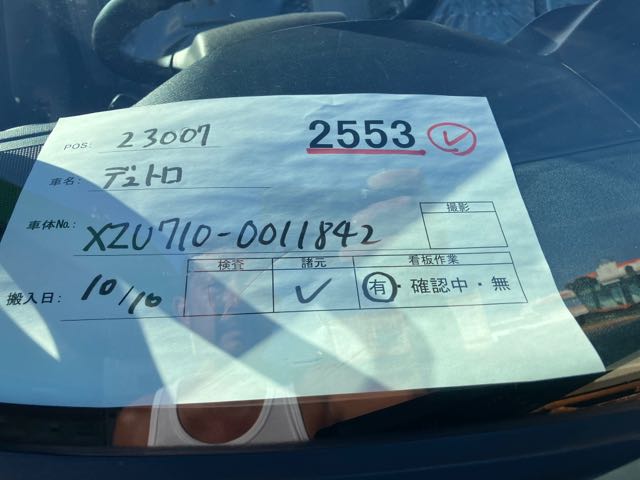 POS: 23007 2553
車名: デュトロ
車体No.: XZU710-0011842 撮影
検査 諸元 看板作業
搬入日: 10/10 有・確認中・無